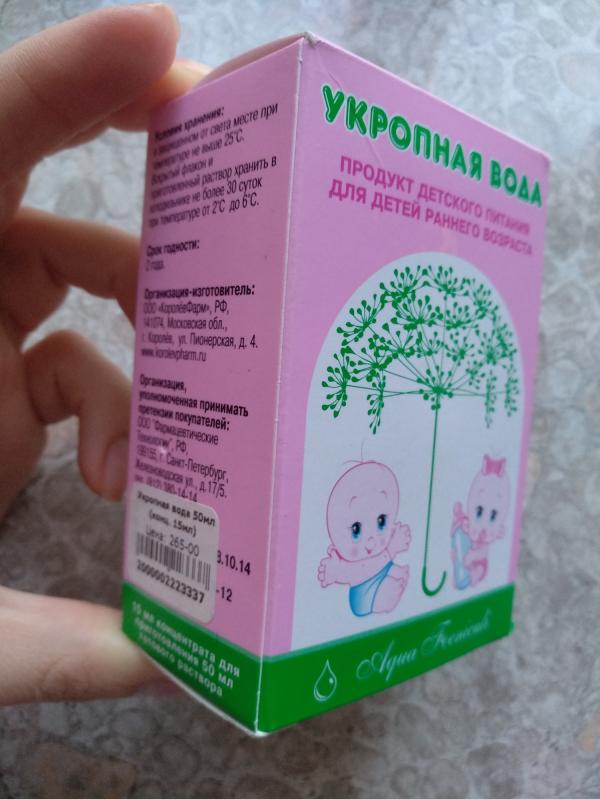 Условия хранения:
в защищенном от света месте при
температуре не выше 25°С.
Вскрытый флакон и
приготовленный раствор хранить в
холодильнике не более 30 суток
при температуре от 2°С до 6°С.
Срок годности:
2 года.
Организация-изготовитель:
ООО «КоролёвФарм», РФ,
141074, Московская обл.,
г. Королёв, ул. Пионерская, д. 4.
www.korolevpharm.ru
Организация,
уполномоченная принимать
претензии покупателей:
ООО "Фармацевтические
Технологии", РФ,
Санкт-Петербург,
Железноводская ул., д.17/5.
Укропная вода 50мл
(конц. 15мл)
Цена: 265-00
2000002223337
.10.14
-12
15 мл концентрата для
приготовления 50 мл
готового раствора
УКРОПНАЯ ВОДА
ПРОДУКТ ДЕТСКОГО ПИТАНИЯ
ДЛЯ ДЕТЕЙ РАННЕГО ВОЗРАСТА
Aqua Foeniculi